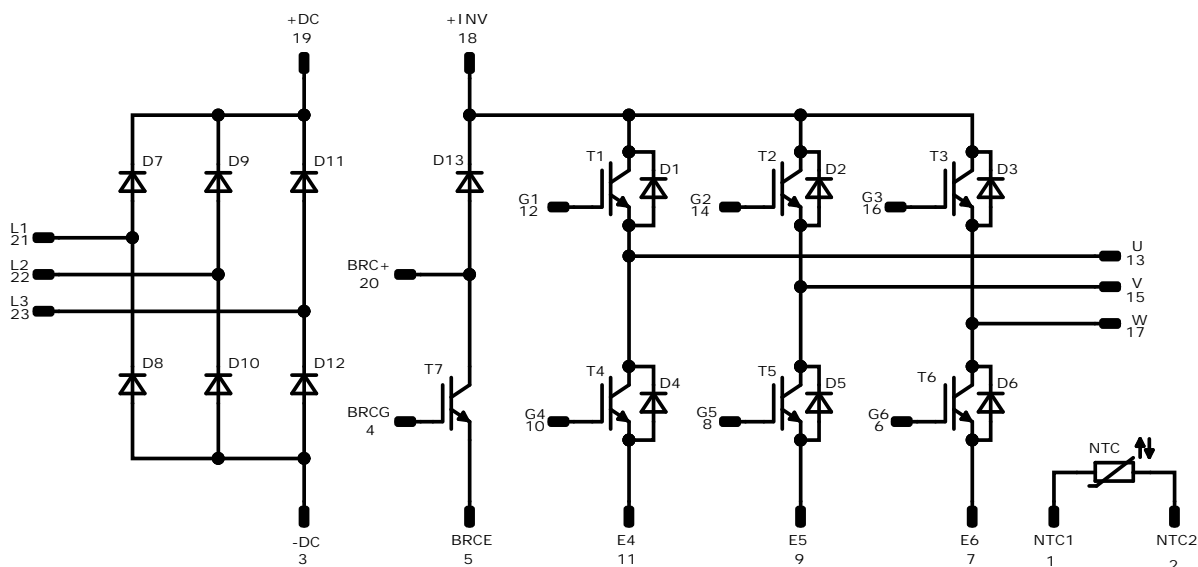 +DC
19
+INV
18
D7
D9
D11
D13
T1
D1
T2
D2
T3
D3
G1
12
G2
14
G3
16
L1
21
L2
22
L3
23
BRC+
20
U
13
V
15
W
17
D8
D10
D12
T7
T4
D4
T5
D5
T6
D6
BRCG
4
G4
10
G5
8
G6
6
NTC
-DC
3
BRCE
5
E4
11
E5
9
E6
7
NTC1
1
NTC2
2